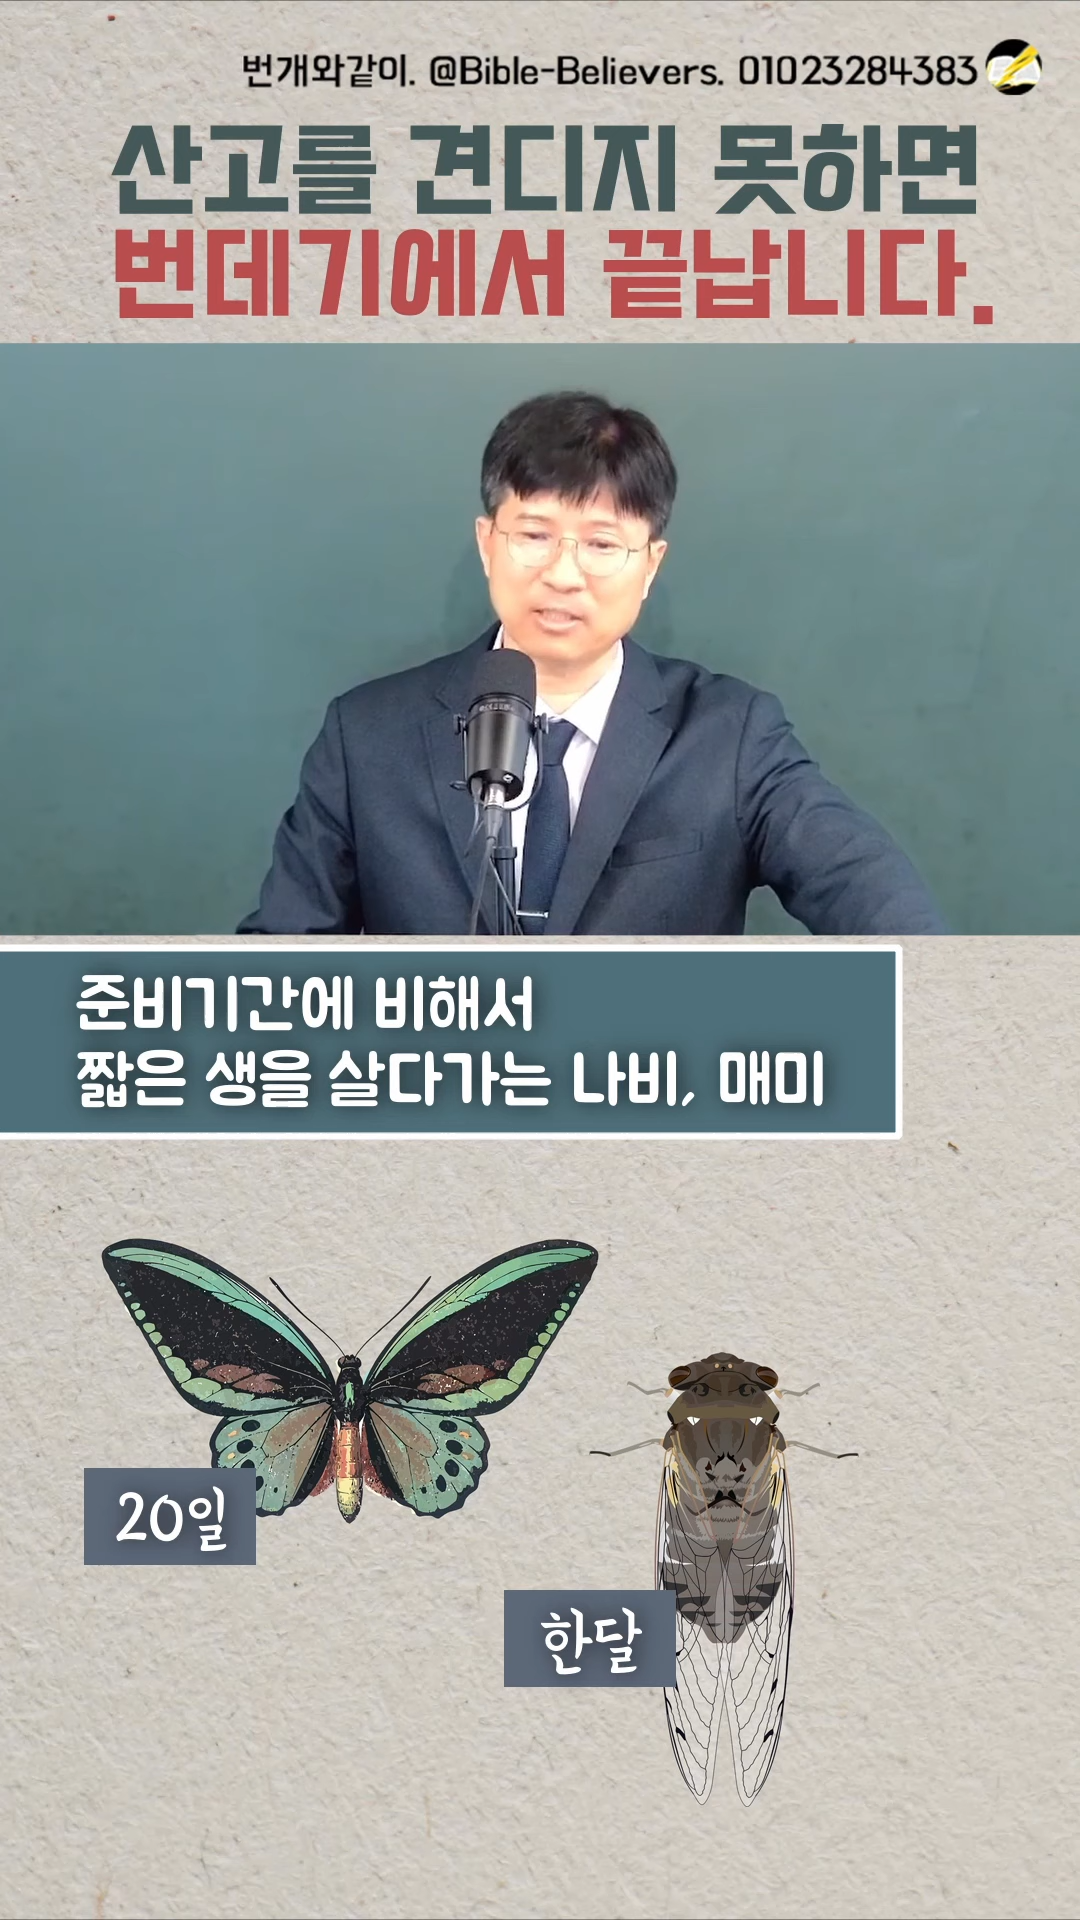 번개와같이. @Bible-Believers. 01023284383
산고를 견디지 못하면
번데기에서 끝납니다.
준비기간에 비해서
짧은 생을 살다가는 나비, 매미
20일
한달